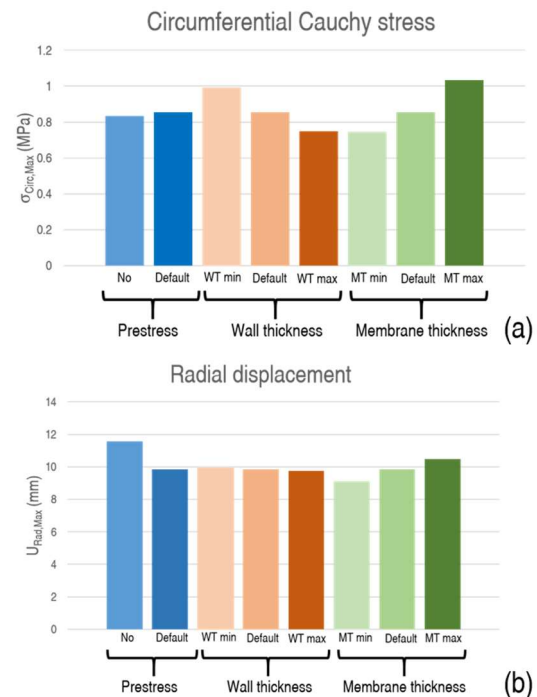 Circumferential Cauchy stress
σCirc,Max (MPa)
1.2
1
0.8
0.6
0.4
0.2
0
No Default WT min Default WT max MT min Default MT max
Prestress Wall thickness Membrane thickness
(a)
Radial displacement
URad,Max (mm)
14
12
10
8
6
4
2
0
No Default WT min Default WT max MT min Default MT max
Prestress Wall thickness Membrane thickness
(b)